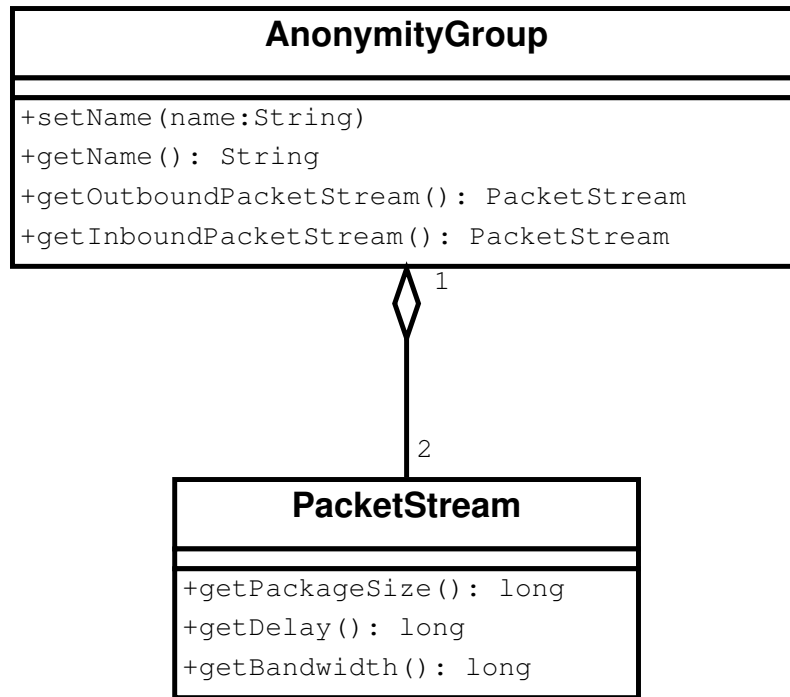 AnonymityGroup
+setName(name:String)
+getName(): String
+getOutboundPacketStream(): PacketStream
+getInboundPacketStream(): PacketStream
1
2
PacketStream
+getPackageSize(): long
+getDelay(): long
+getBandwidth(): long